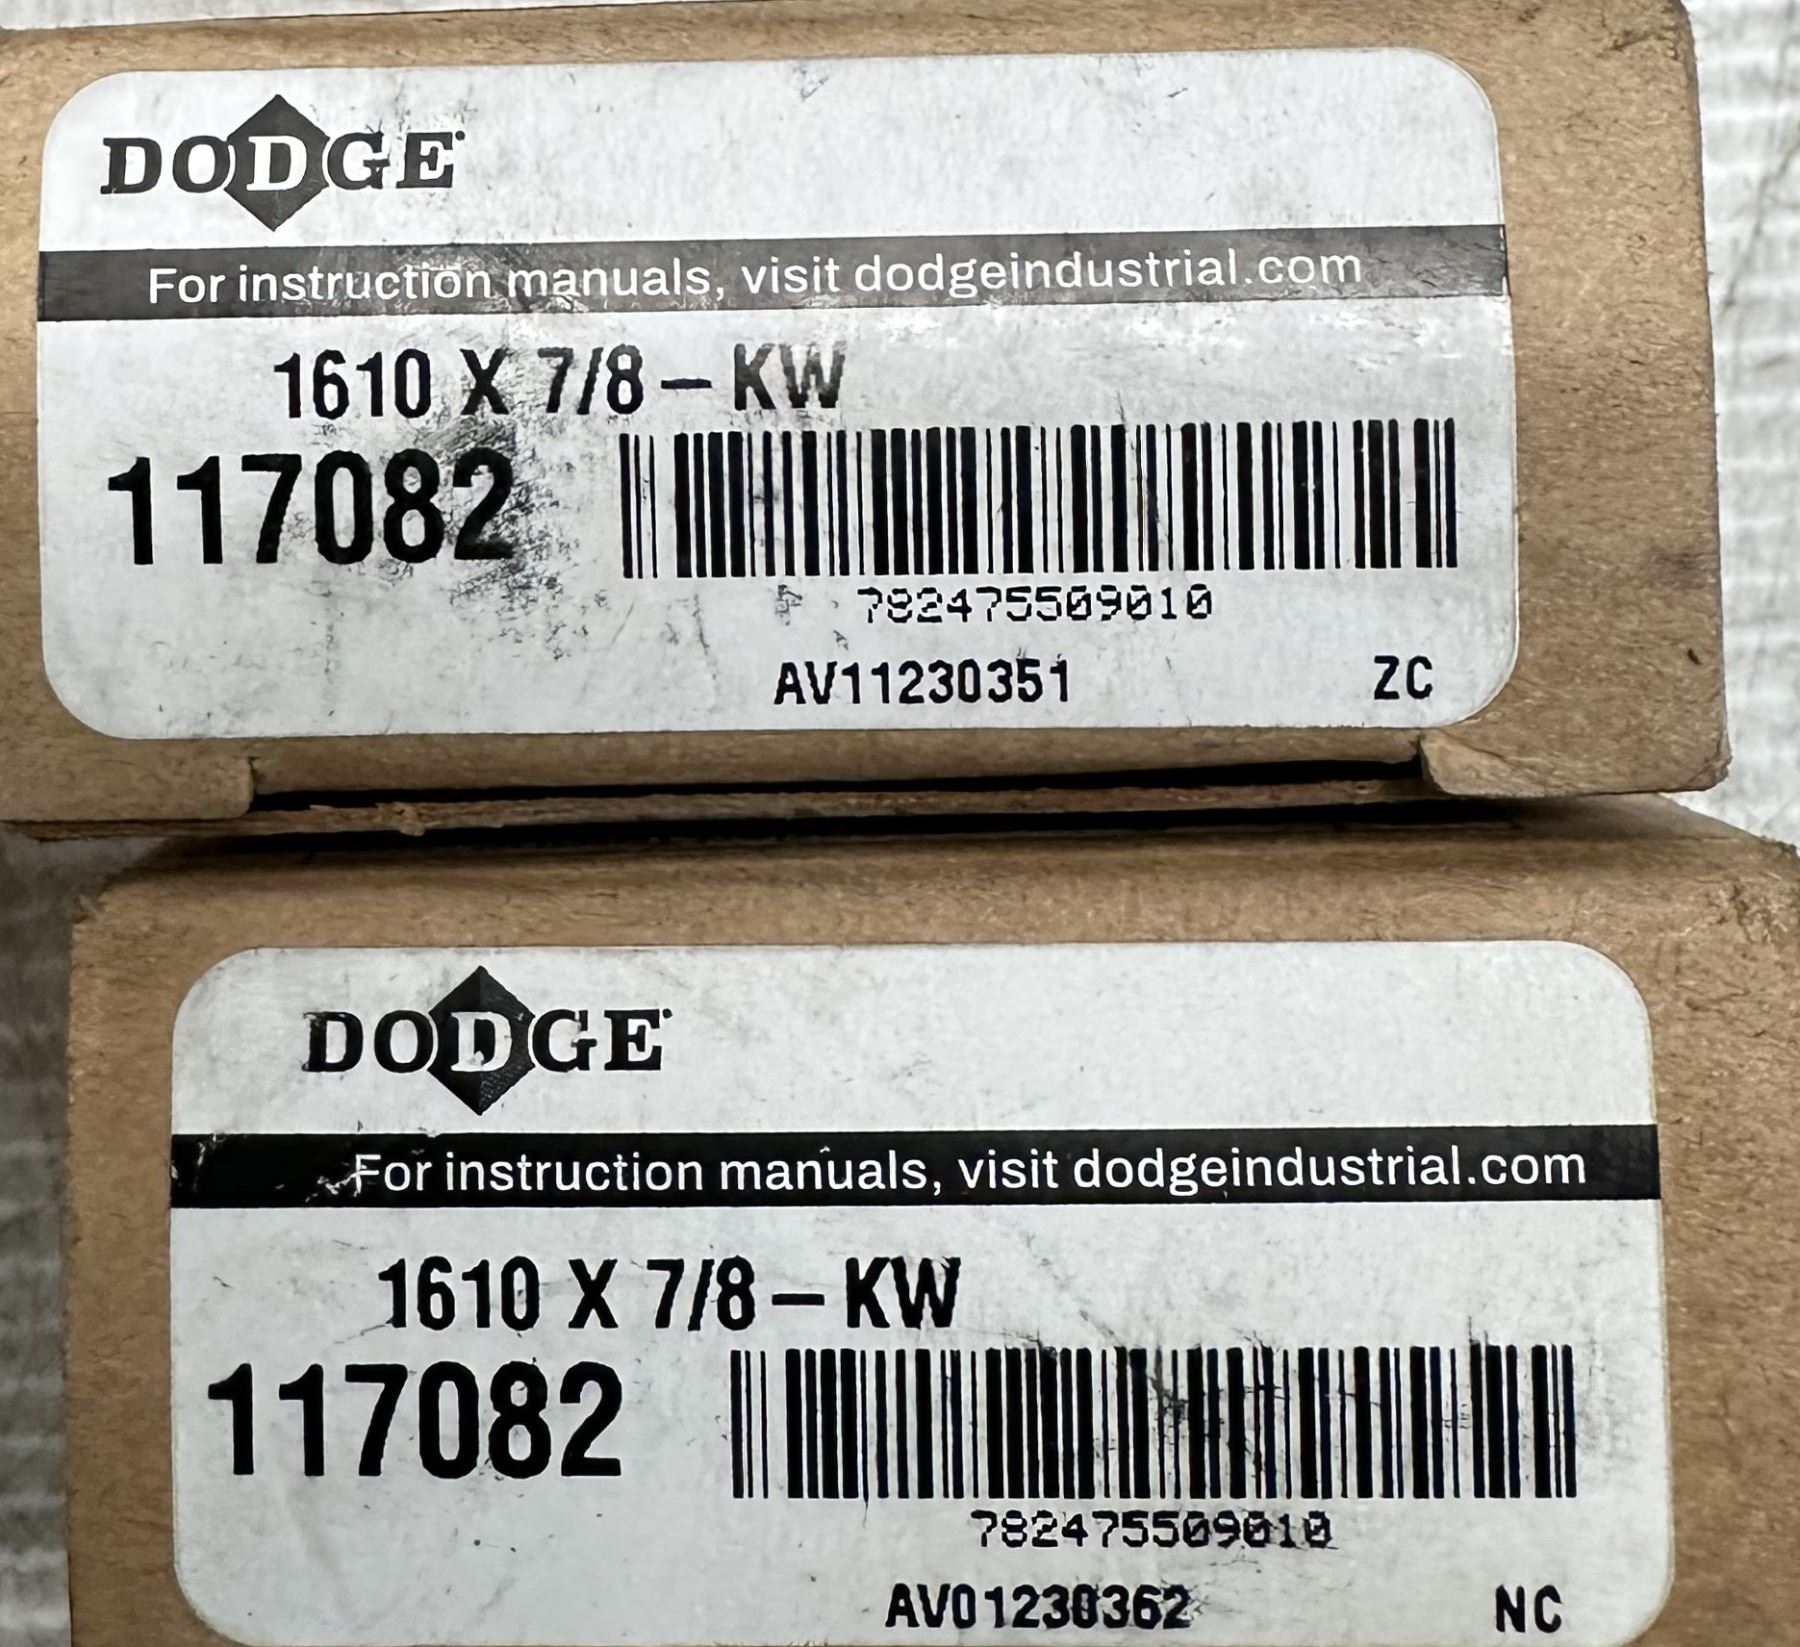 DODGE
For instruction manuals, visit dodgeindustrial.com
1610 X 7/8 – KW
117082
782475509010
AV11230351 ZC
DODGE
For instruction manuals, visit dodgeindustrial.com
1610 X 7/8 – KW
117082
782475509010
AV01230362 NC